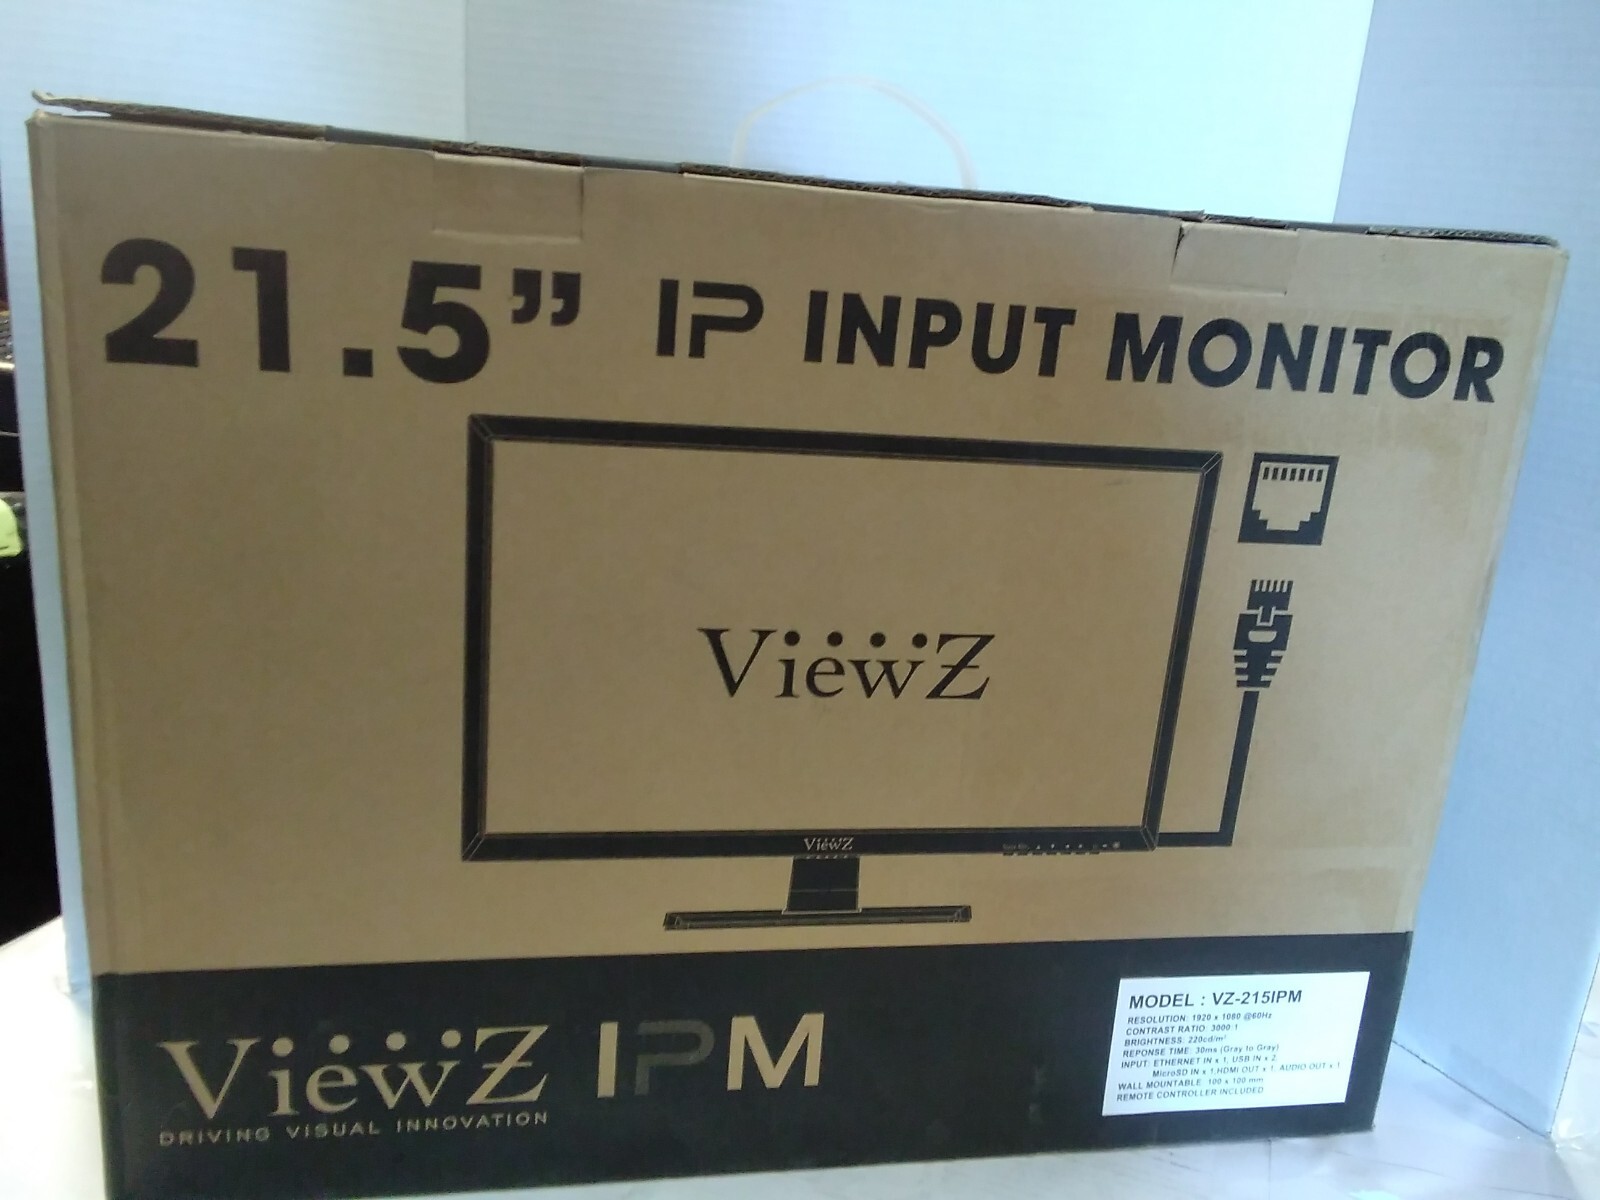 21.5” IP INPUT MONITOR
ViewZ
ViewZ
ViewZ IPM
DRIVING VISUAL INNOVATION
MODEL : VZ-215IPM
RESOLUTION: 1920 x 1080 @60Hz
CONTRAST RATIO: 3000:1
BRIGHTNESS: 220cd/m²
REPONSE TIME: 30ms (Gray to Gray)
INPUT: ETHERNET IN x 1, USB IN x 2,
MicroSD IN x 1,HDMI OUT x 1, AUDIO OUT x 1
WALL MOUNTABLE: 100 x 100 mm
REMOTE CONTROLLER INCLUDED